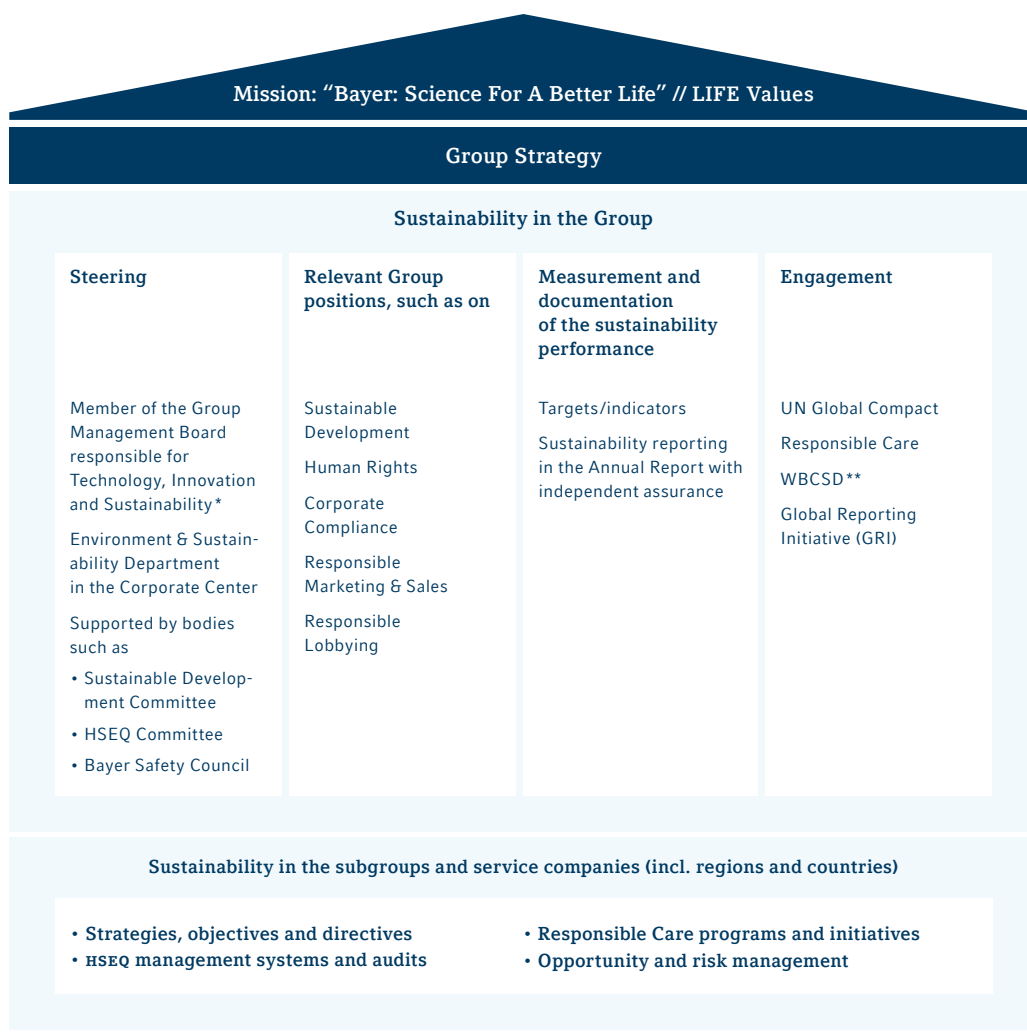 Mission: “Bayer: Science For A Better Life” // LIFE Values
Group Strategy
Sustainability in the Group
Steering
Member of the Group
Management Board
responsible for
Technology, Innovation
and Sustainability*
Environment & Sustain-
ability Department
in the Corporate Center
Supported by bodies
such as
• Sustainable Develop-
ment Committee
• HSEQ Committee
• Bayer Safety Council
Relevant Group
positions, such as on
Sustainable
Development
Human Rights
Corporate
Compliance
Responsible
Marketing & Sales
Responsible
Lobbying
Measurement and
documentation
of the sustainability
performance
Targets/indicators
Sustainability reporting
in the Annual Report with
independent assurance
Engagement
UN Global Compact
Responsible Care
WBCSD**
Global Reporting
Initiative (GRI)
Sustainability in the subgroups and service companies (incl. regions and countries)
• Strategies, objectives and directives
• HSEQ management systems and audits
• Responsible Care programs and initiatives
• Opportunity and risk management